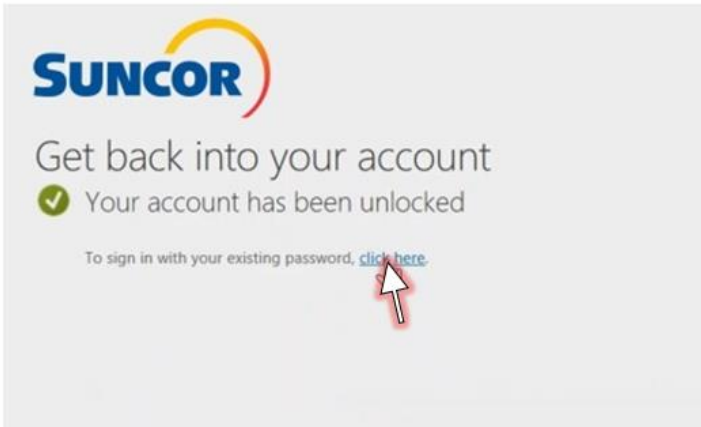 SUNCOR
Get back into your account
Your account has been unlocked
To sign in with your existing password, click here.